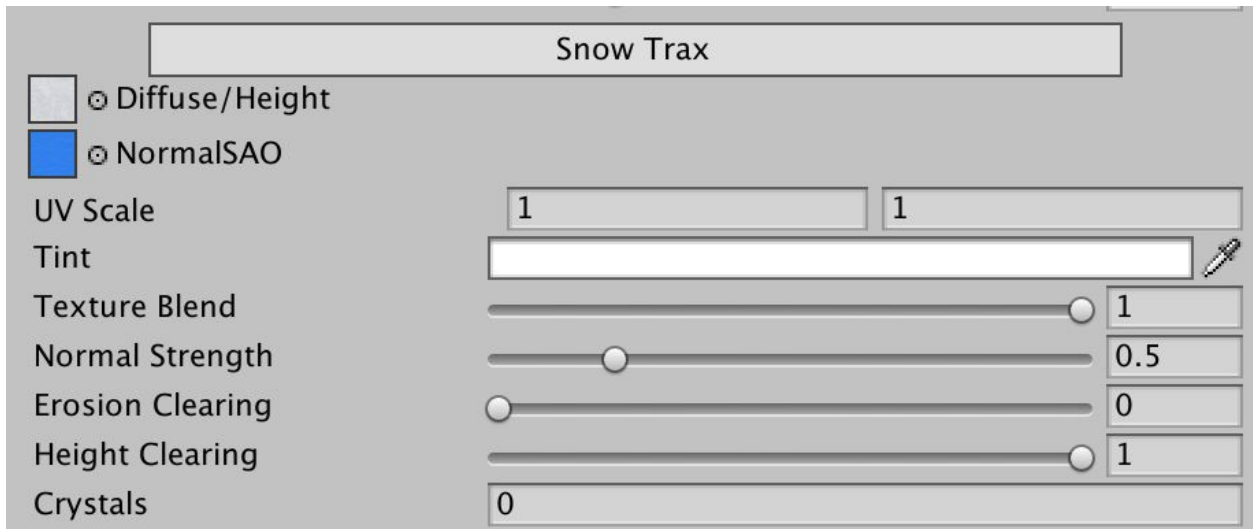 Snow Trax
Diffuse/Height
NormalSAO
UV Scale 1 1
Tint
Texture Blend 1
Normal Strength 0.5
Erosion Clearing 0
Height Clearing 1
Crystals 0